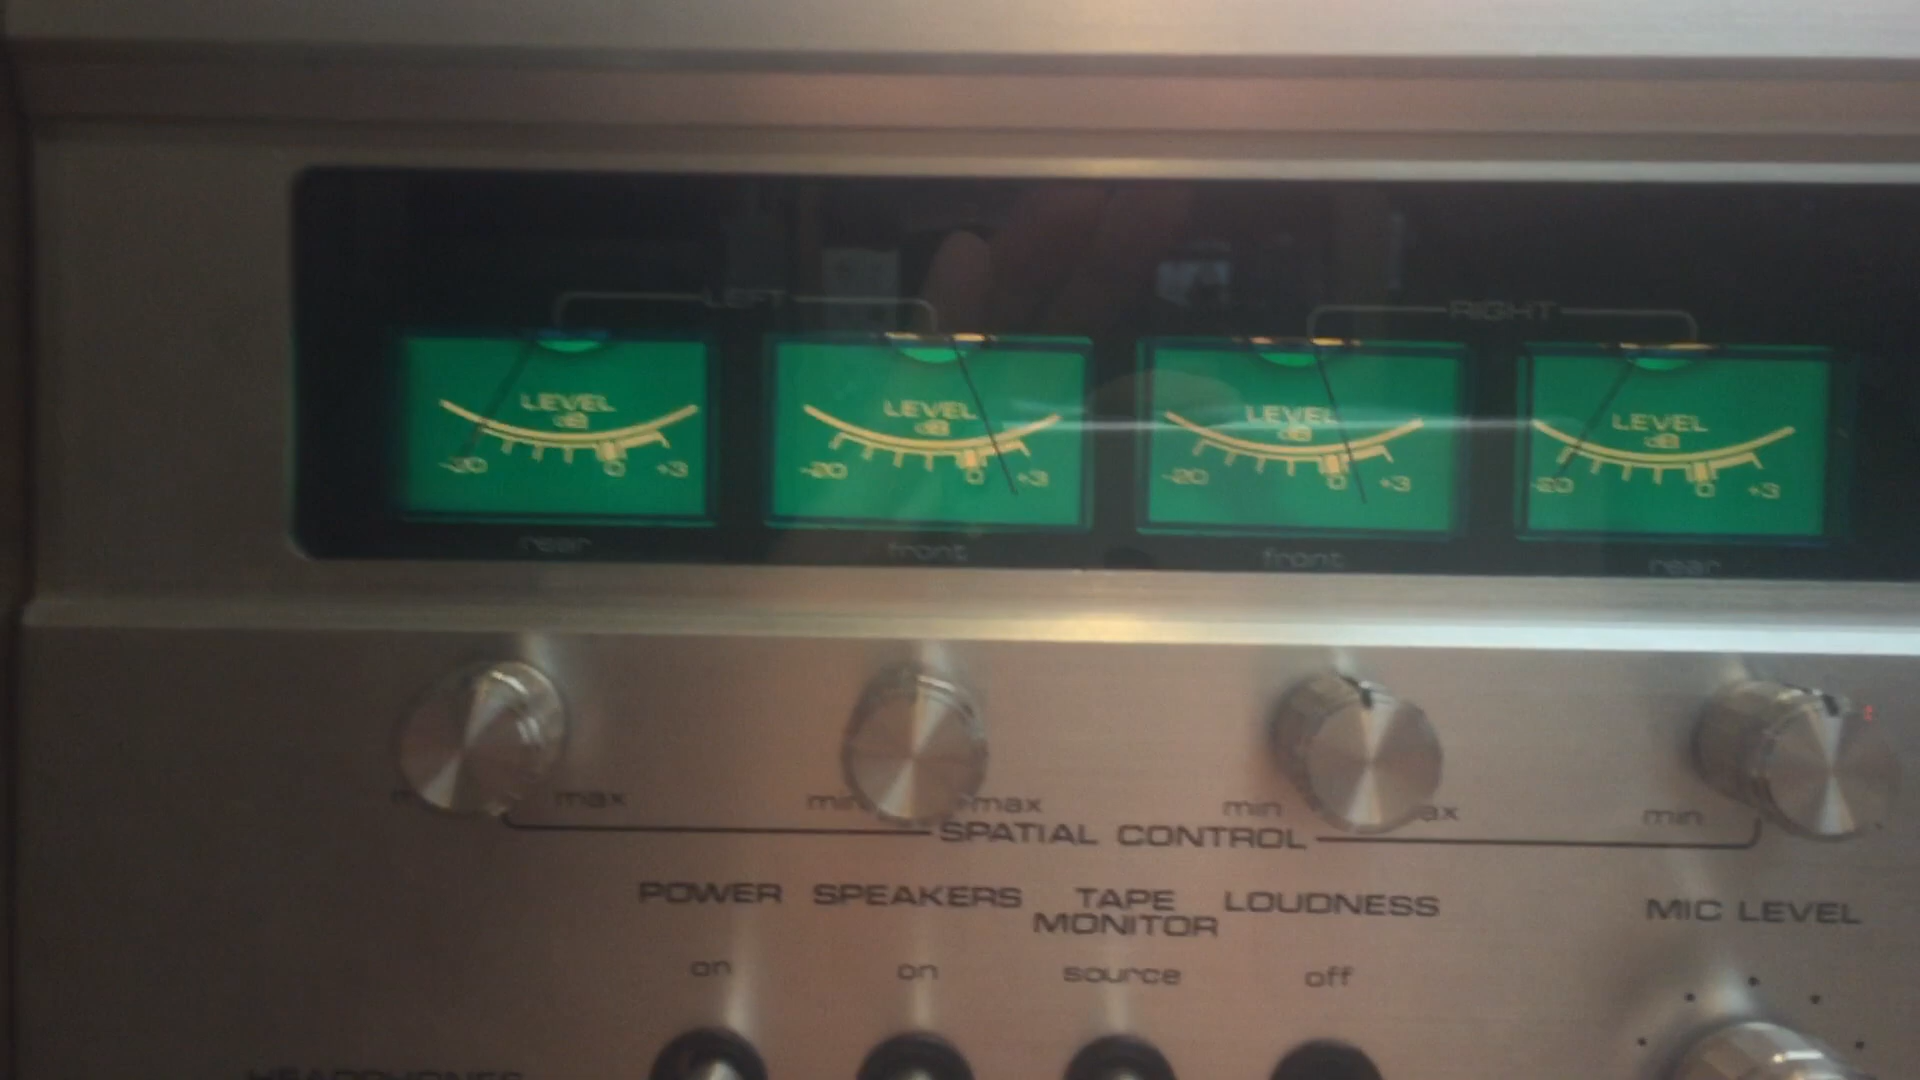 LEFT RIGHT
LEVEL LEVEL LEVEL LEVEL
dB dB dB dB
-20 0 +3 -20 0 +3 -20 0 +3 -20 0 +3
rear front front rear
max min max min min
SPATIAL CONTROL
POWER SPEAKERS TAPE MONITOR LOUDNESS MIC LEVEL
on on source off
HEADPHONES